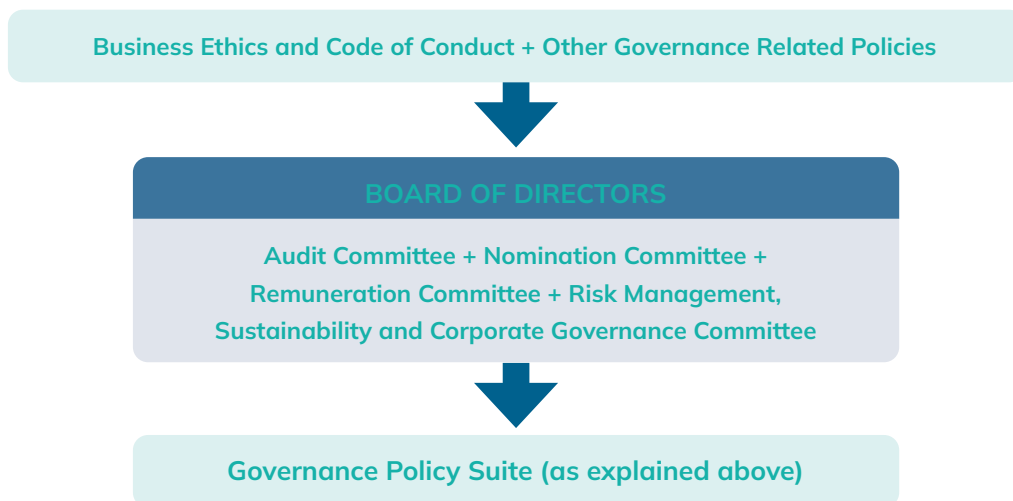 Business Ethics and Code of Conduct + Other Governance Related Policies
BOARD OF DIRECTORS
Audit Committee + Nomination Committee +
Remuneration Committee + Risk Management,
Sustainability and Corporate Governance Committee
Governance Policy Suite (as explained above)